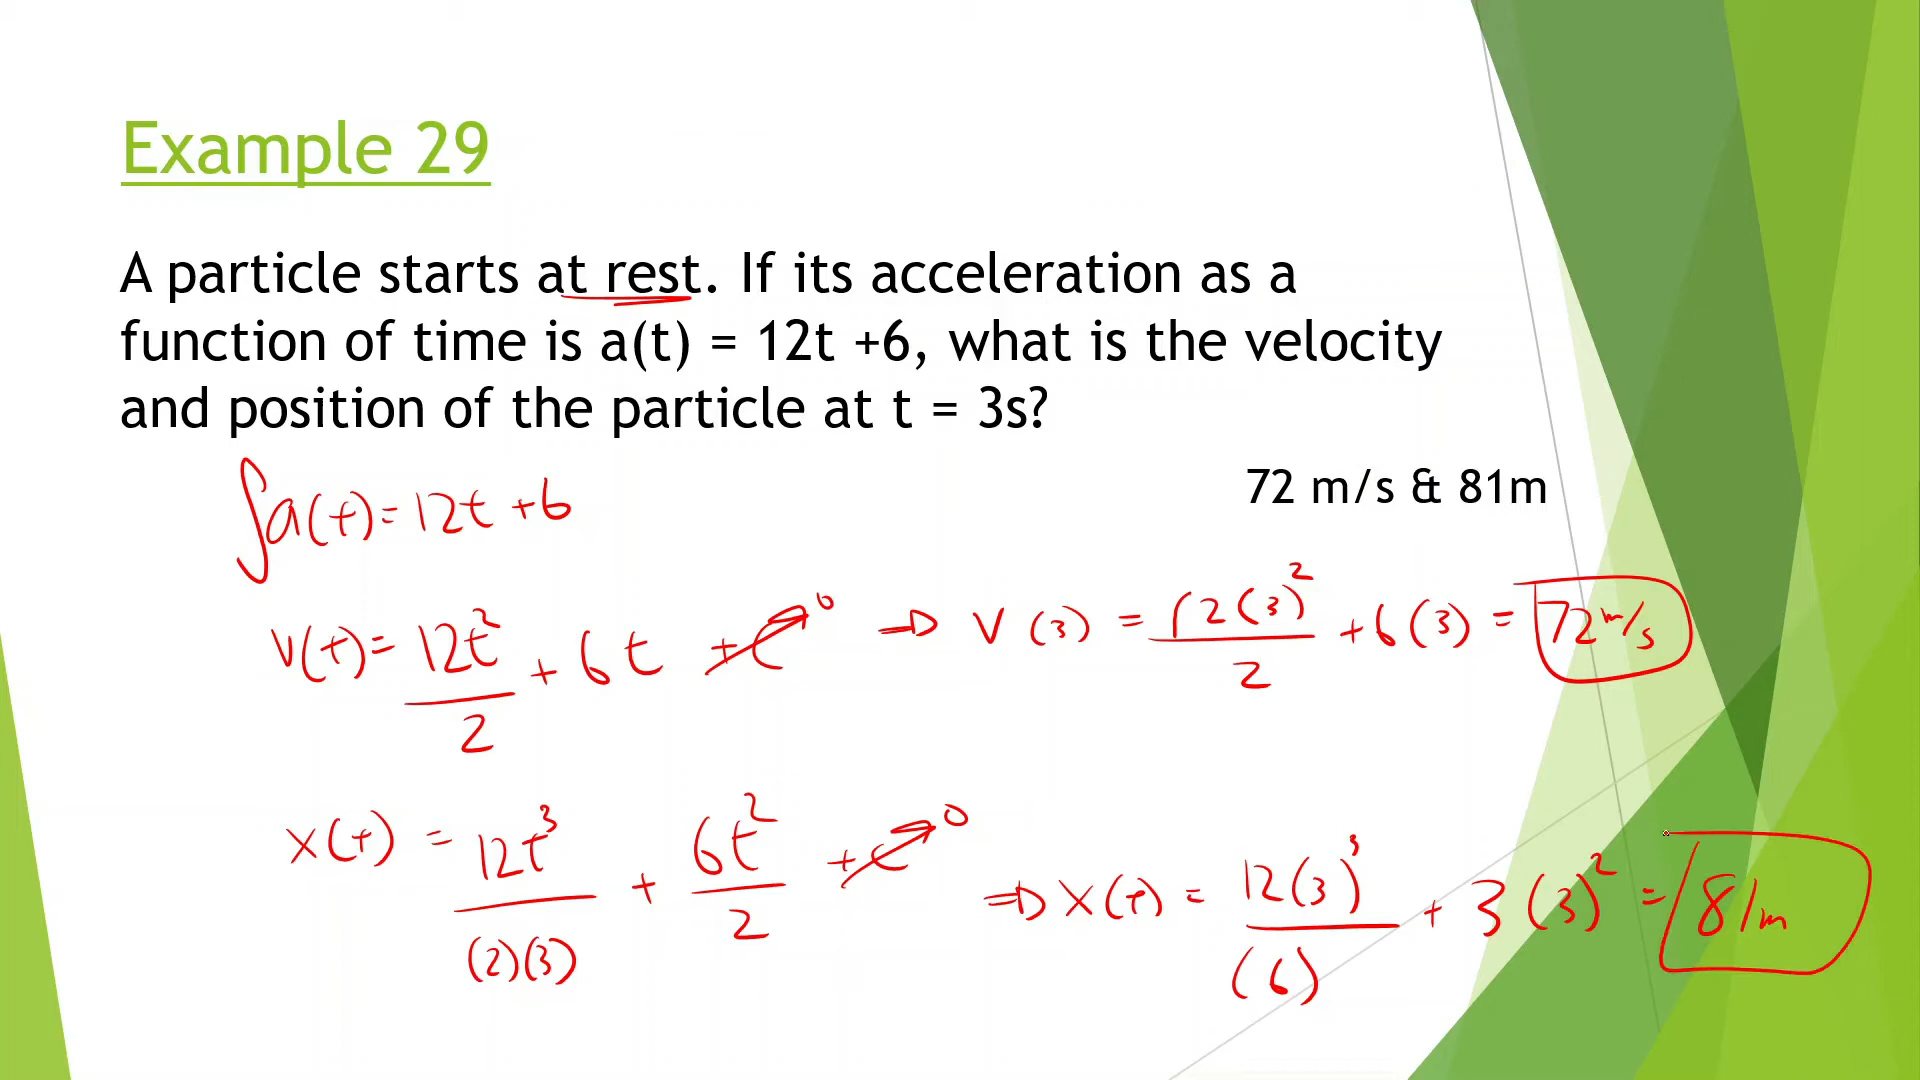 Example 29
A particle starts at rest. If its acceleration as a
function of time is a(t) = 12t +6, what is the velocity
and position of the particle at t = 3s?
72 m/s & 81m
∫a(t)=12t +6
v(t)= 12t²/2 + 6t +C→0 ⇒ v(3) = 12(3)²/2 +6(3) = 72 m/s
x(t) = 12t³/(2)(3) + 6t²/2 +C→0 ⇒ x(t) = 12(3)³/(6) + 3(3)² = 81m